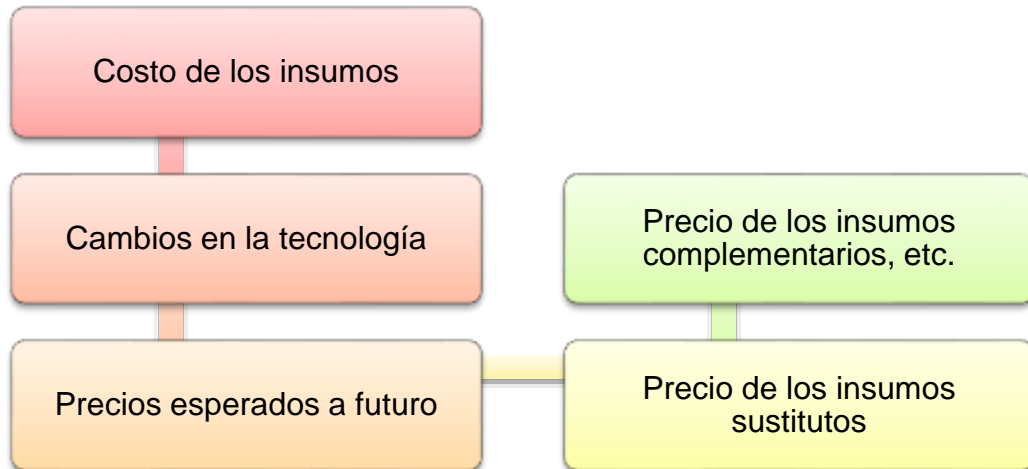 Costo de los insumos
Cambios en la tecnología
Precios esperados a futuro
Precio de los insumos
sustitutos
Precio de los insumos
complementarios, etc.